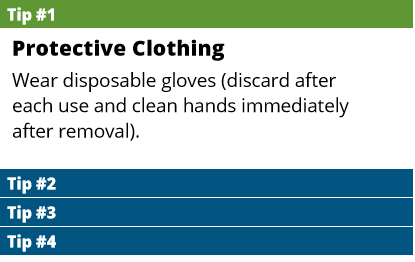 Tip #1
Protective Clothing
Wear disposable gloves (discard after
each use and clean hands immediately
after removal).
Tip #2
Tip #3
Tip #4